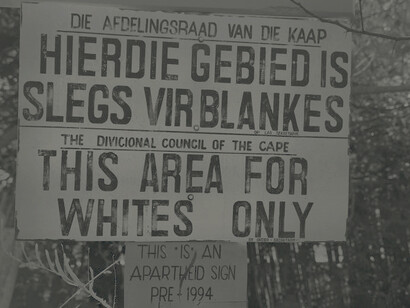 DIE AFDELINGSRAAD VAN DIE KAAP
HIERDIE GEBIED IS
SLEGS VIR BLANKES
THE DIVICIONAL COUNCIL OF THE CAPE
THIS AREA FOR
WHITES ONLY
THIS IS AN
APARTHEID SIGN
PRE-1994